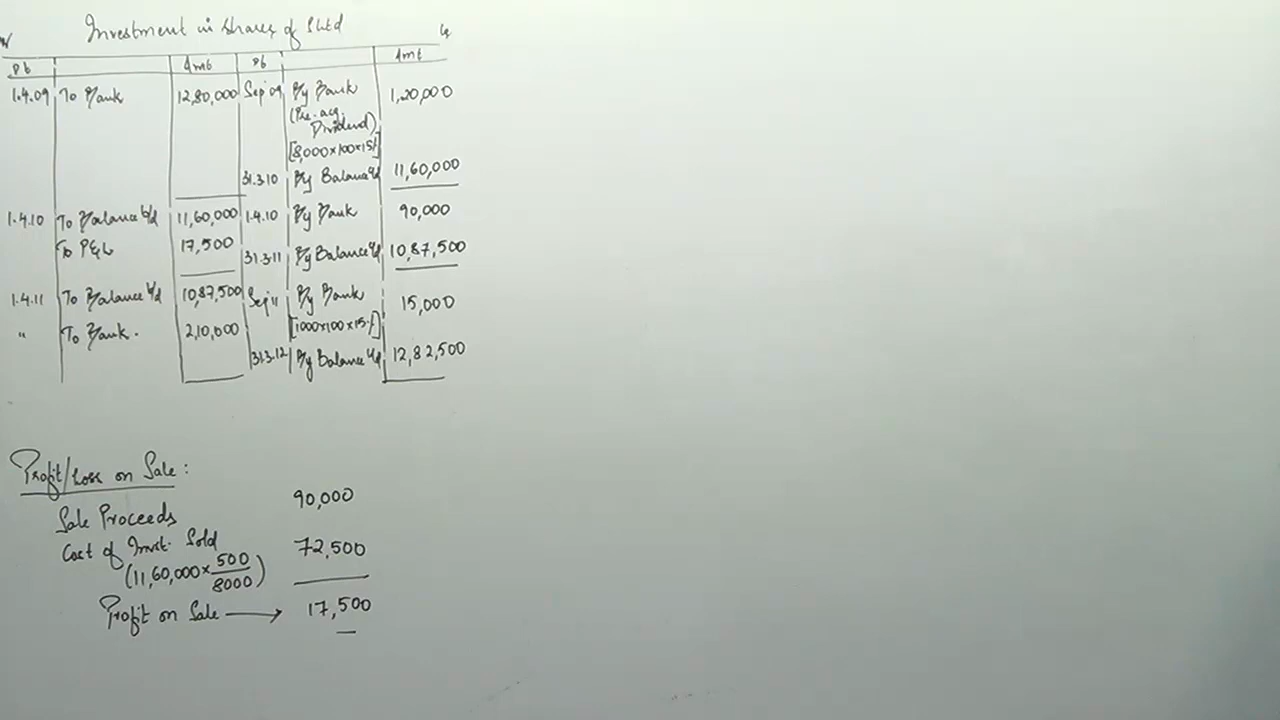 Investment in Shares of S Ltd
Dr Cr
Dt Amt Dt Amt
1.4.09 To Bank 12,80,000 Sep'09 By Bank 1,20,000
(Pre-acq.
Dividend)
[8,000×100×15%]
31.3.10 By Balance c/d 11,60,000
1.4.10 To Balance b/d 11,60,000 1.4.10 By Bank 90,000
To P&L 17,500
31.3.11 By Balance c/d 10,87,500
1.4.11 To Balance b/d 10,87,500 Sep'11 By Bank 15,000
" To Bank. 2,10,000 [1000×100×15%]
31.3.12 By Balance c/d 12,82,500
Profit/Loss on Sale:
Sale Proceeds 90,000
Cost of Invst. Sold 72,500
(11,60,000 × 500/8000)
Profit on Sale → 17,500